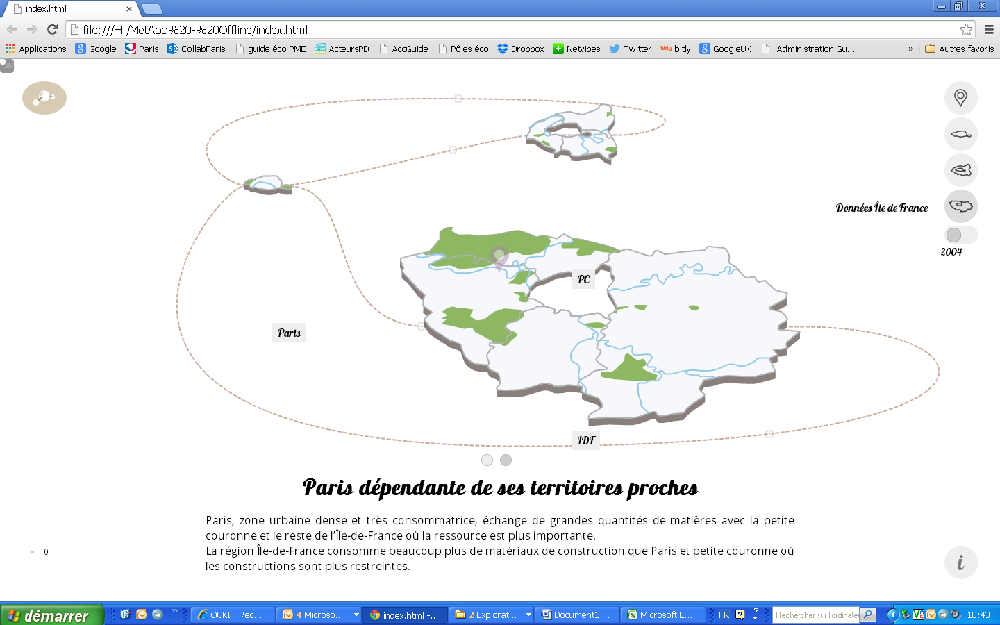 index.html
file:///H:/MetApp%20-%20Offline/index.html
Applications Google Paris CollabParis guide éco PME ActeursPD AccGuide Pôles éco Dropbox Netvibes Twitter bitly bitly GoogleUK Administration Gu... » Autres favoris
Données Île de France
2004
PC
Paris
IDF
Paris dépendante de ses territoires proches
Paris, zone urbaine dense et très consommatrice, échange de grandes quantités de matières avec la petite
couronne et le reste de l'Île-de-France où la ressource est plus importante.
La région Île-de-France consomme beaucoup plus de matériaux de construction que Paris et petite couronne où
les constructions sont plus restreintes.
0
i
démarrer » OUKI - Rec... 4 Microso... index.html -... 2 Explorat... Document1 ... Microsoft E... FR Rechercher sur l'ordinate 10:43